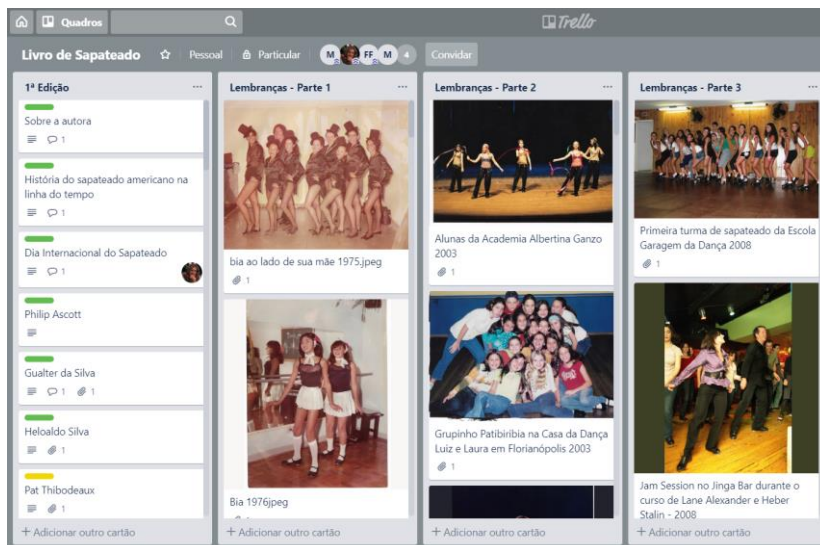 Quadros
Trello
Livro de Sapateado
Pessoal
Particular
M
FF
M
4
Convidar
1ª Edição
Sobre a autora
1
História do sapateado americano na
linha do tempo
1
Dia Internacional do Sapateado
1
Philip Ascott
Gualter da Silva
1
1
Heloaldo Silva
1
Pat Thibodeaux
1
+ Adicionar outro cartão
Lembranças - Parte 1
bia ao lado de sua mãe 1975.jpeg
1
Bia 1976jpeg
+ Adicionar outro cartão
Lembranças - Parte 2
Alunas da Academia Albertina Ganzo
2003
1
Grupinho Patibiribia na Casa da Dança
Luiz e Laura em Florianópolis 2003
1
+ Adicionar outro cartão
Lembranças - Parte 3
Primeira turma de sapateado da Escola
Garagem da Dança 2008
1
Jam Session no Jinga Bar durante o
curso de Lane Alexander e Heber
Stalin - 2008
+ Adicionar outro cartão